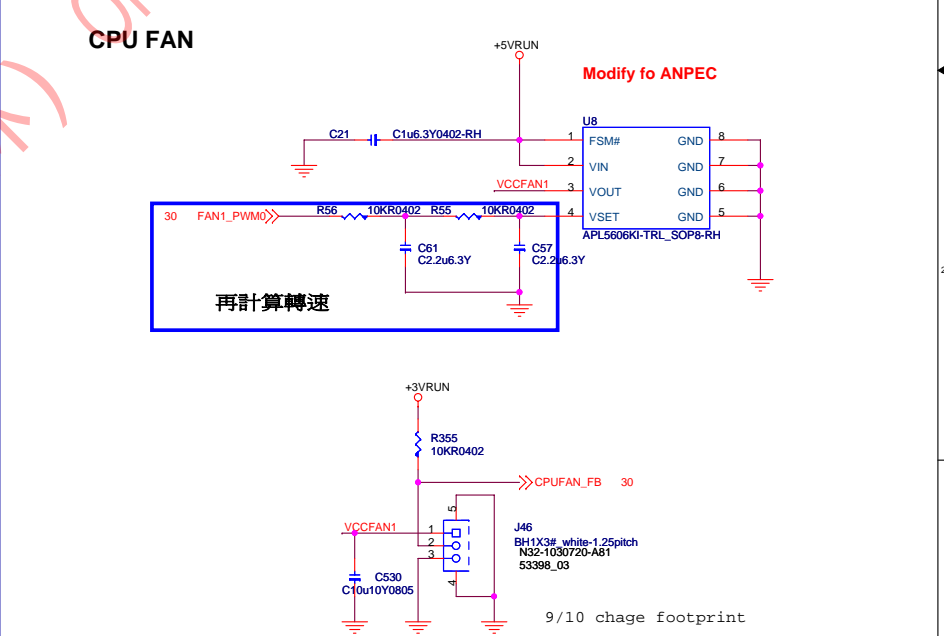 CPU FAN
+5VRUN
Modify fo ANPEC
U8
C21 C1u6.3Y0402-RH
1 FSM# GND 8
2 VIN GND 7
VCCFAN1 3 VOUT GND 6
30 FAN1_PWM0 R56 10KR0402 R55 10KR0402 4 VSET GND 5
APL5606KI-TRL_SOP8-RH
C61 C57
C2.2u6.3Y C2.2u6.3Y
2
再計算轉速
+3VRUN
R355
10KR0402
CPUFAN_FB 30
5
VCCFAN1 1 J46
2 BH1X3#_white-1.25pitch
3 N32-1030720-A81
53398_03
4
C530
C10u10Y0805
9/10 chage footprint